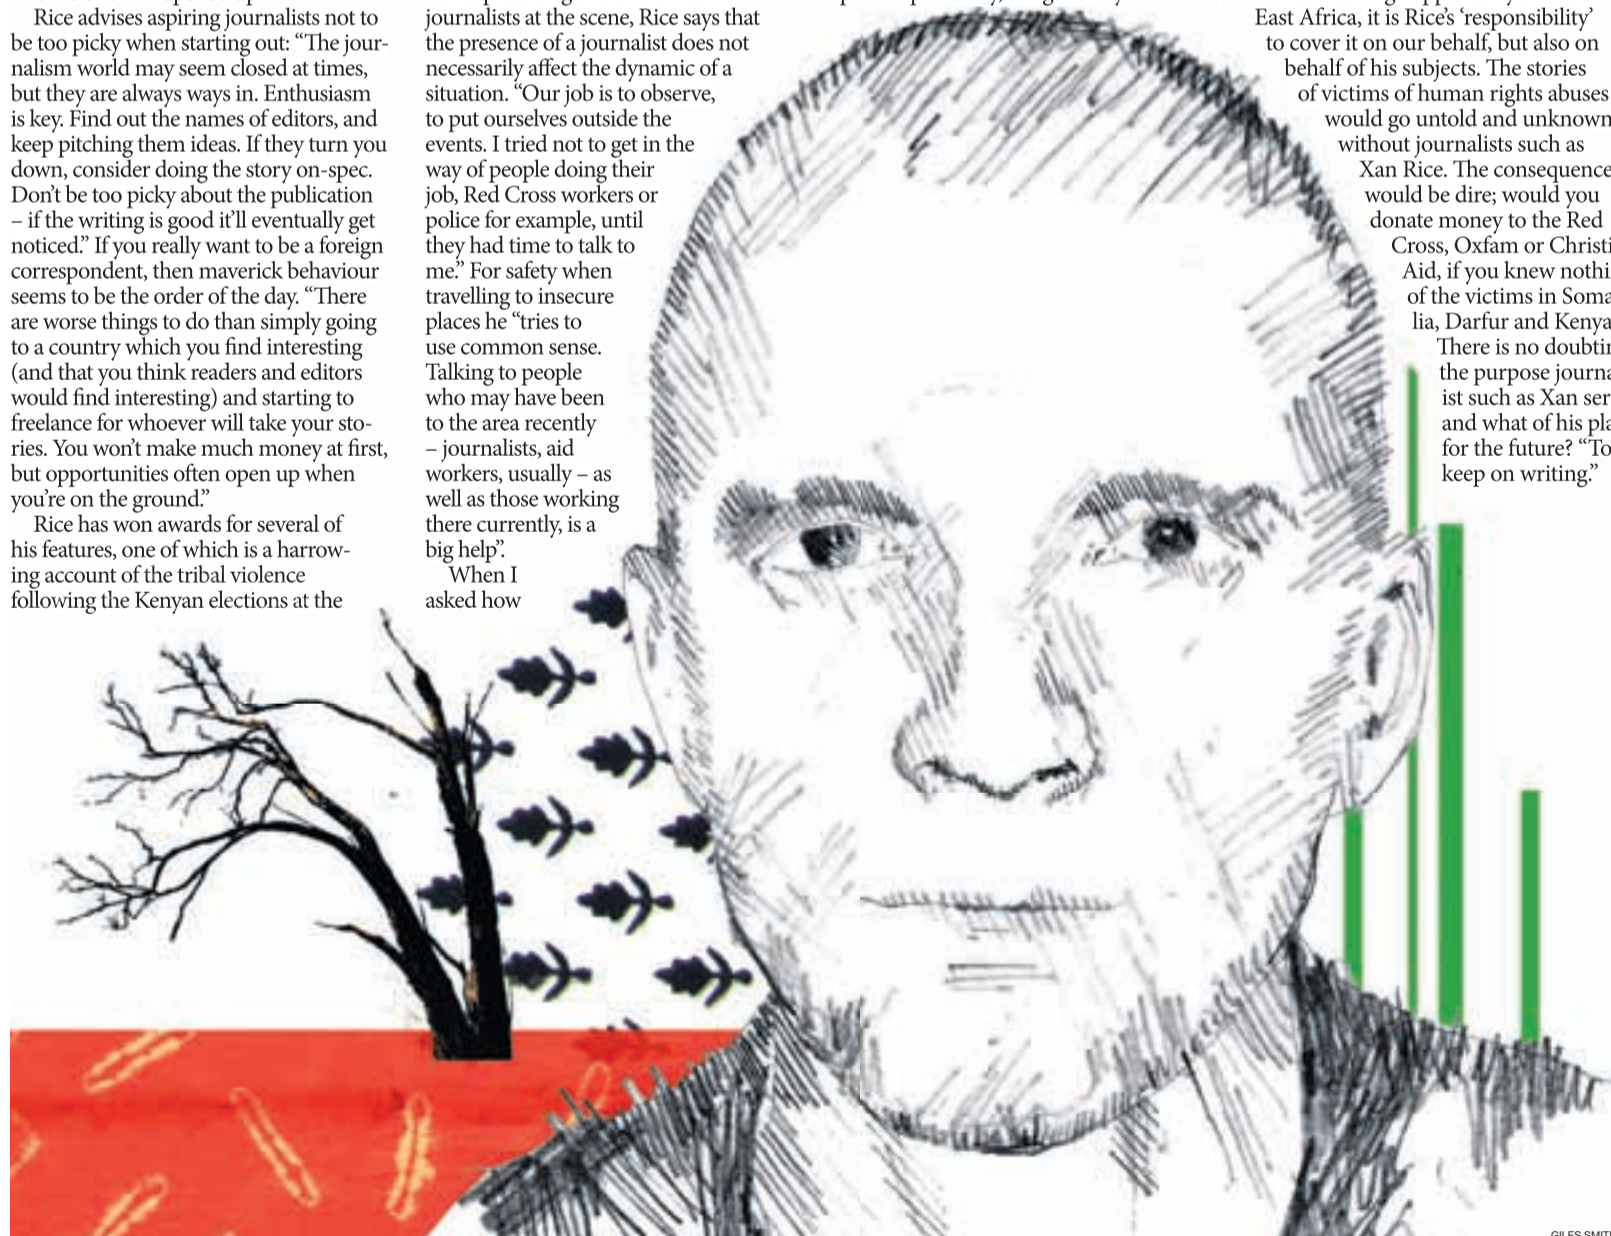 Rice advises aspiring journalists not to
be too picky when starting out: “The jour-
nalism world may seem closed at times,
but they are always ways in. Enthusiasm
is key. Find out the names of editors, and
keep pitching them ideas. If they turn you
down, consider doing the story on-spec.
Don’t be too picky about the publication
– if the writing is good it’ll eventually get
noticed.” If you really want to be a foreign
correspondent, then maverick behaviour
seems to be the order of the day. “There
are worse things to do than simply going
to a country which you find interesting
(and that you think readers and editors
would find interesting) and starting to
freelance for whoever will take your sto-
ries. You won’t make much money at first,
but opportunities often open up when
you’re on the ground.”
Rice has won awards for several of
his features, one of which is a harrow-
ing account of the tribal violence
following the Kenyan elections at the
journalists at the scene, Rice says that
the presence of a journalist does not
necessarily affect the dynamic of a
situation. “Our job is to observe,
to put ourselves outside the
events. I tried not to get in the
way of people doing their
job, Red Cross workers or
police for example, until
they had time to talk to
me.” For safety when
travelling to insecure
places he “tries to
use common sense.
Talking to people
who may have been
to the area recently
– journalists, aid
workers, usually – as
well as those working
there currently, is a
big help”.
When I
asked how
East Africa, it is Rice’s ‘responsibility’
to cover it on our behalf, but also on
behalf of his subjects. The stories
of victims of human rights abuses
would go untold and unknown
without journalists such as
Xan Rice. The consequence
would be dire; would you
donate money to the Red
Cross, Oxfam or Christi
Aid, if you knew nothi
of the victims in Soma
lia, Darfur and Kenya
There is no doubtin
the purpose journa
ist such as Xan ser
and what of his pla
for the future? “To
keep on writing.”
GILES SMIT